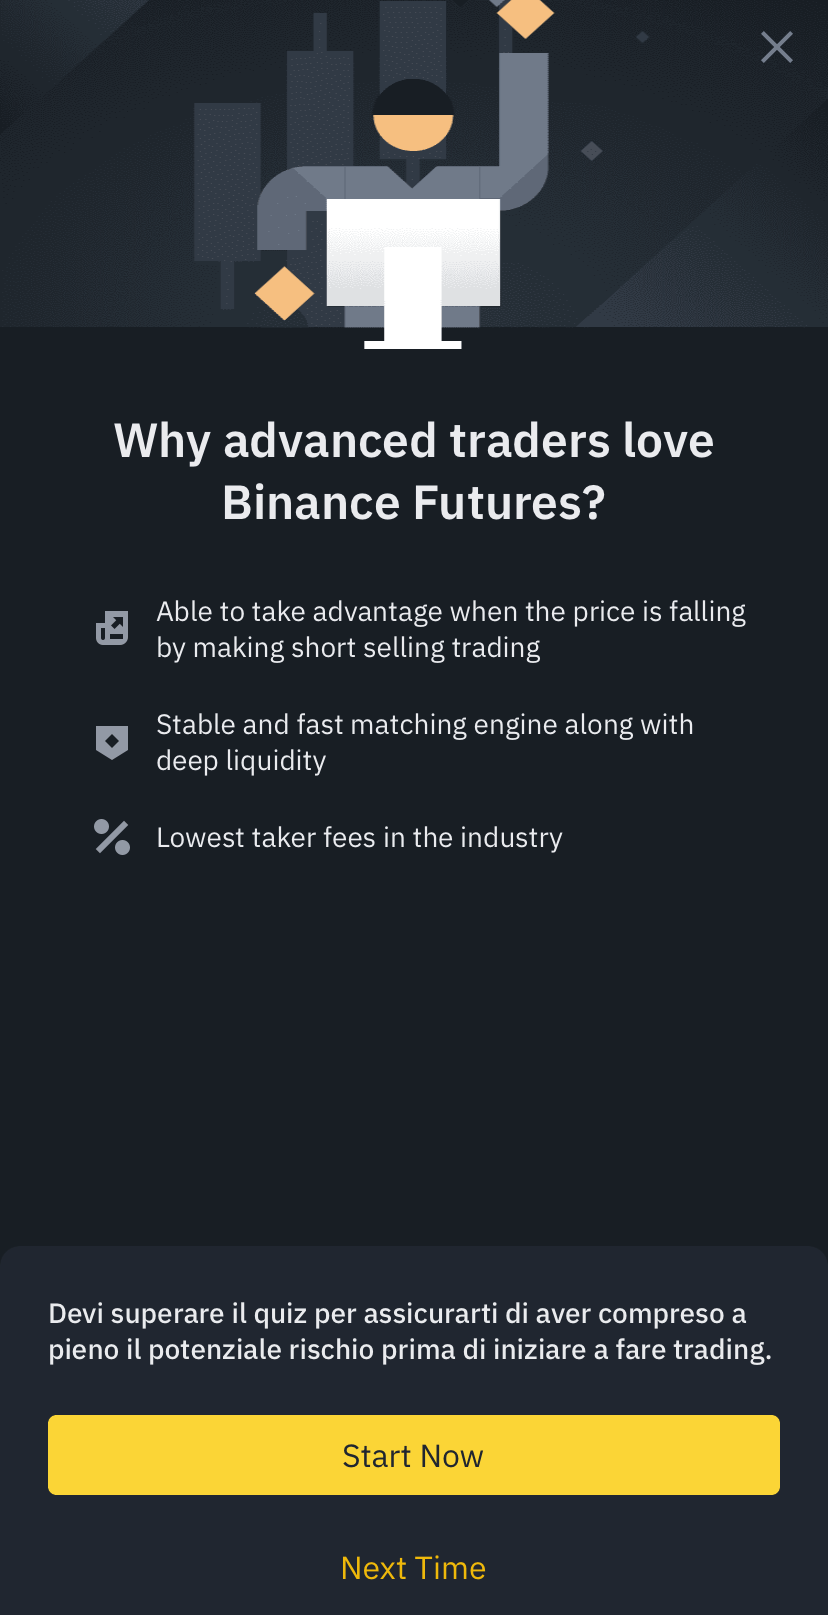 Why advanced traders love
Binance Futures?
Able to take advantage when the price is falling
by making short selling trading
Stable and fast matching engine along with
deep liquidity
Lowest taker fees in the industry
Devi superare il quiz per assicurarti di aver compreso a
pieno il potenziale rischio prima di iniziare a fare trading.
Start Now
Next Time